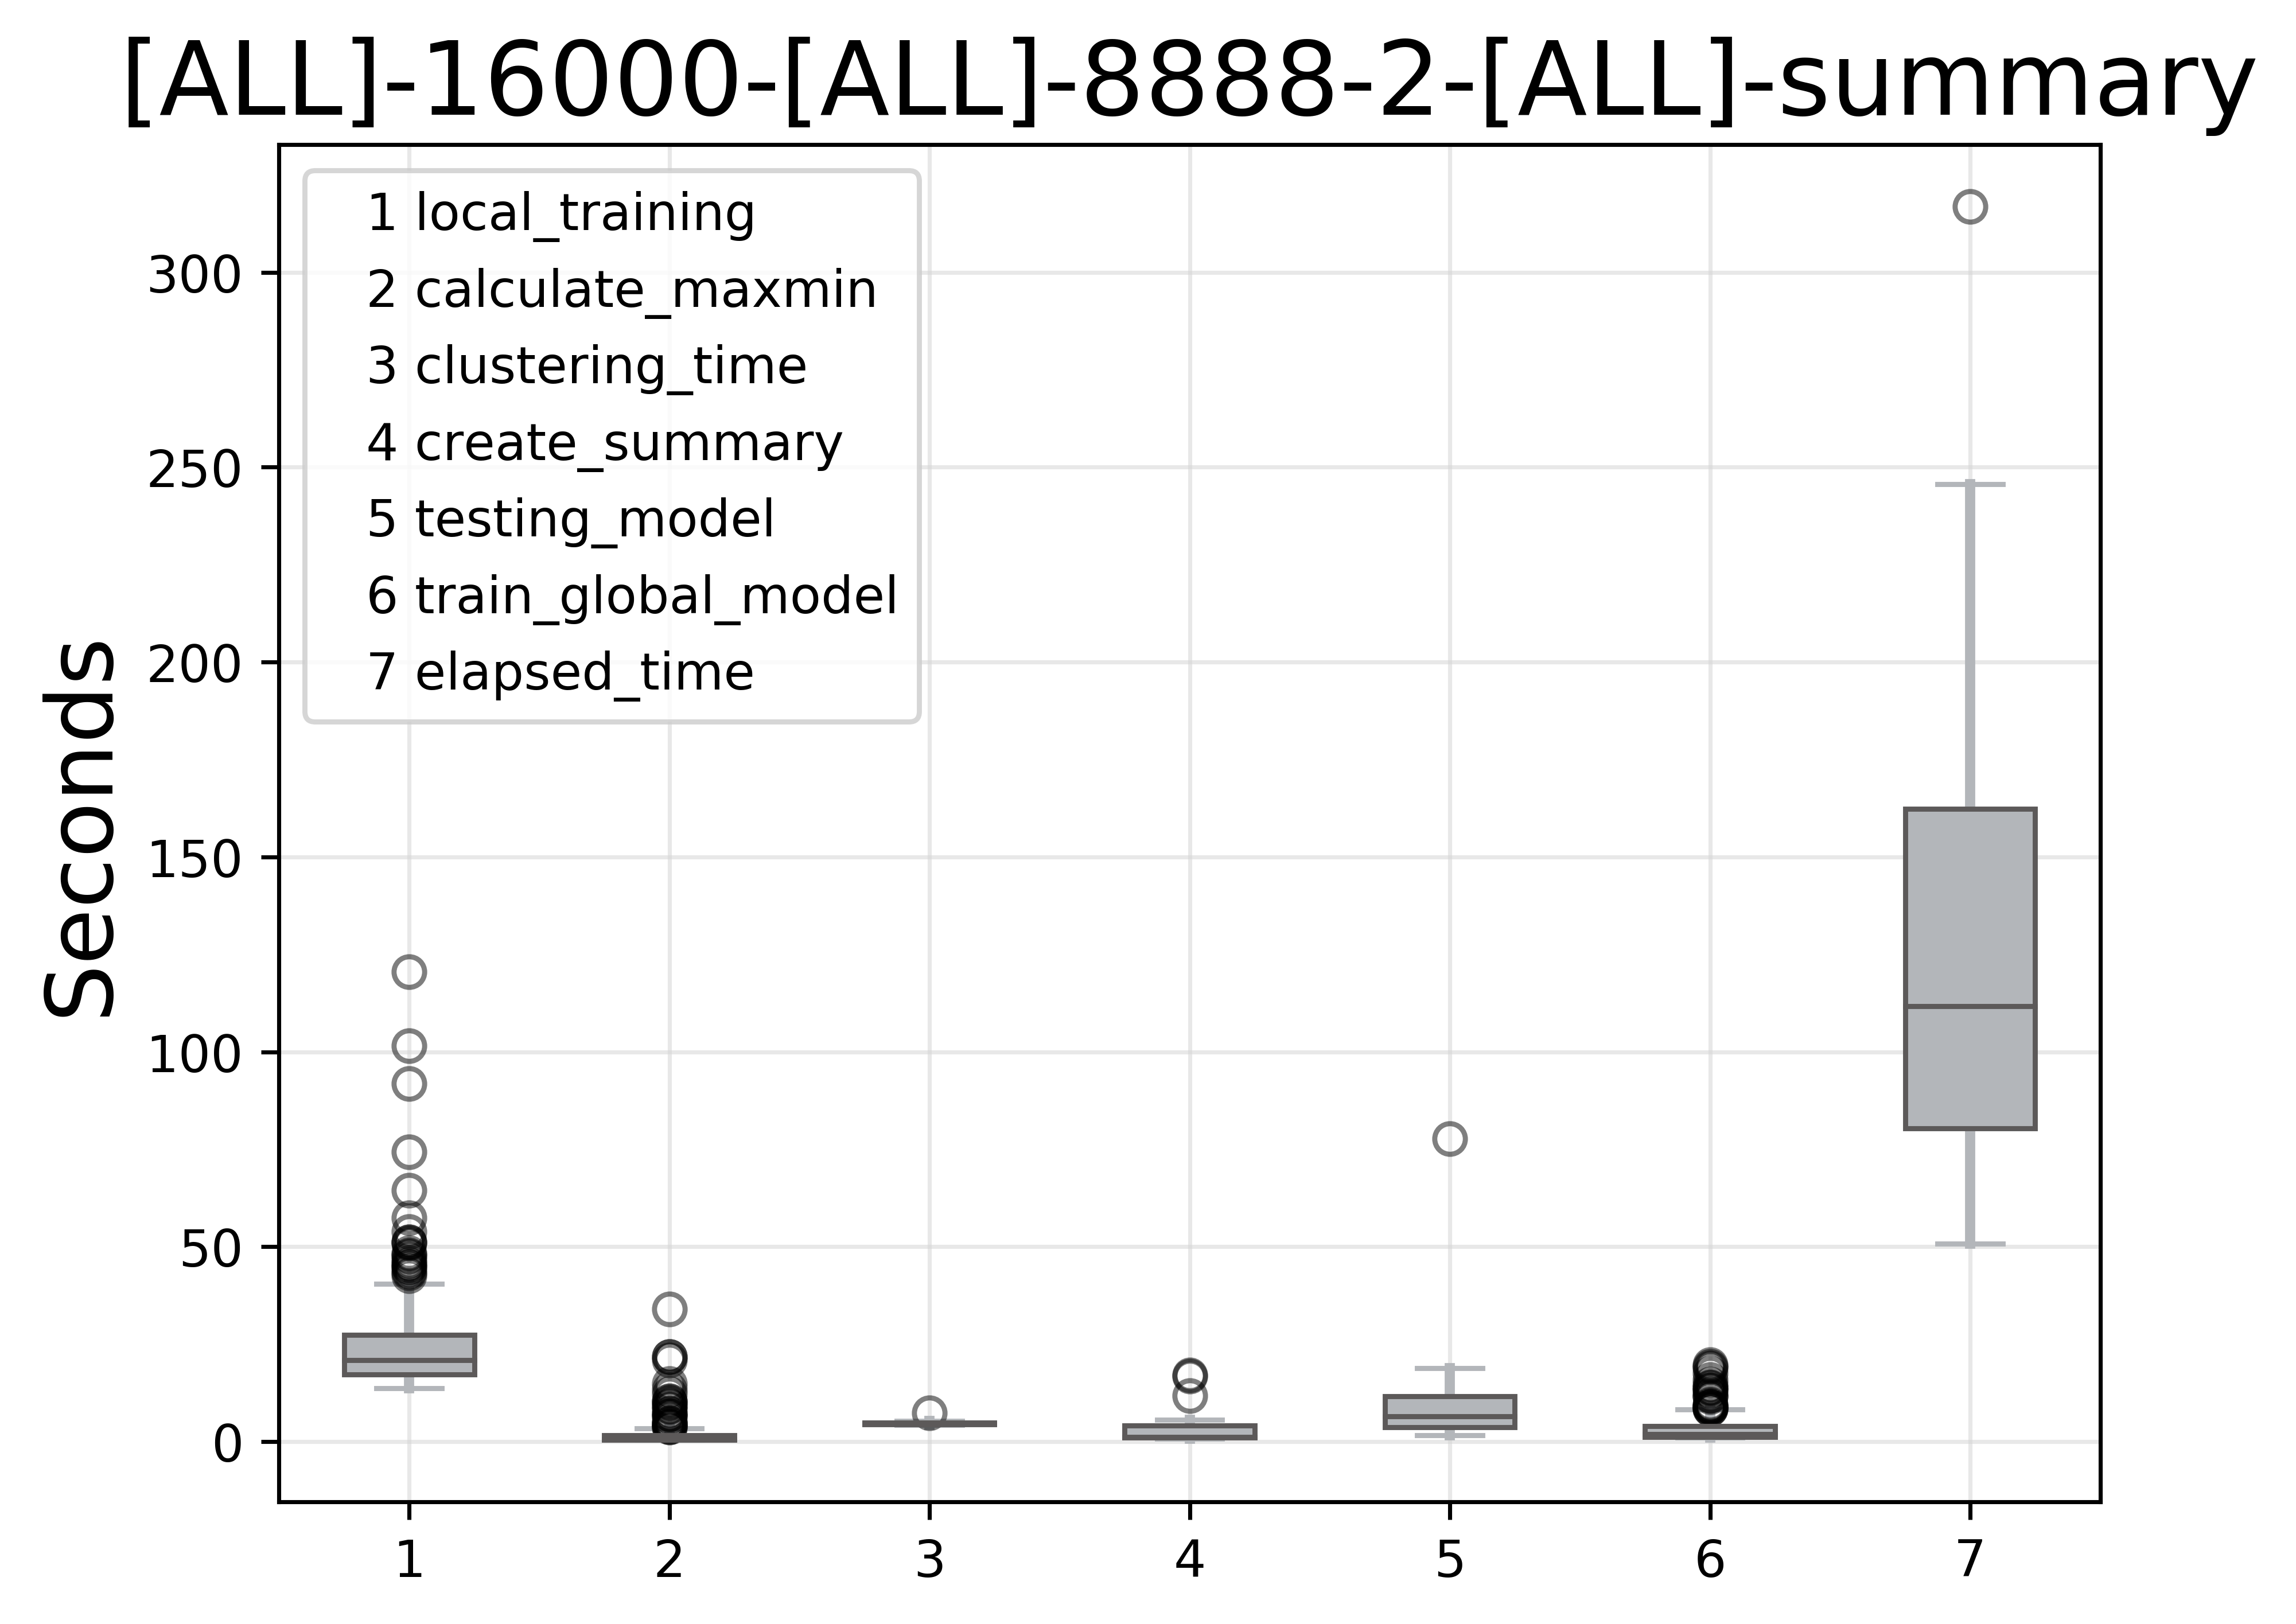 [ALL]-16000-[ALL]-8888-2-[ALL]-summary
1 local_training
2 calculate_maxmin
3 clustering_time
4 create_summary
5 testing_model
6 train_global_model
7 elapsed_time
Seconds
300
250
200
150
100
50
0
1 2 3 4 5 6 7